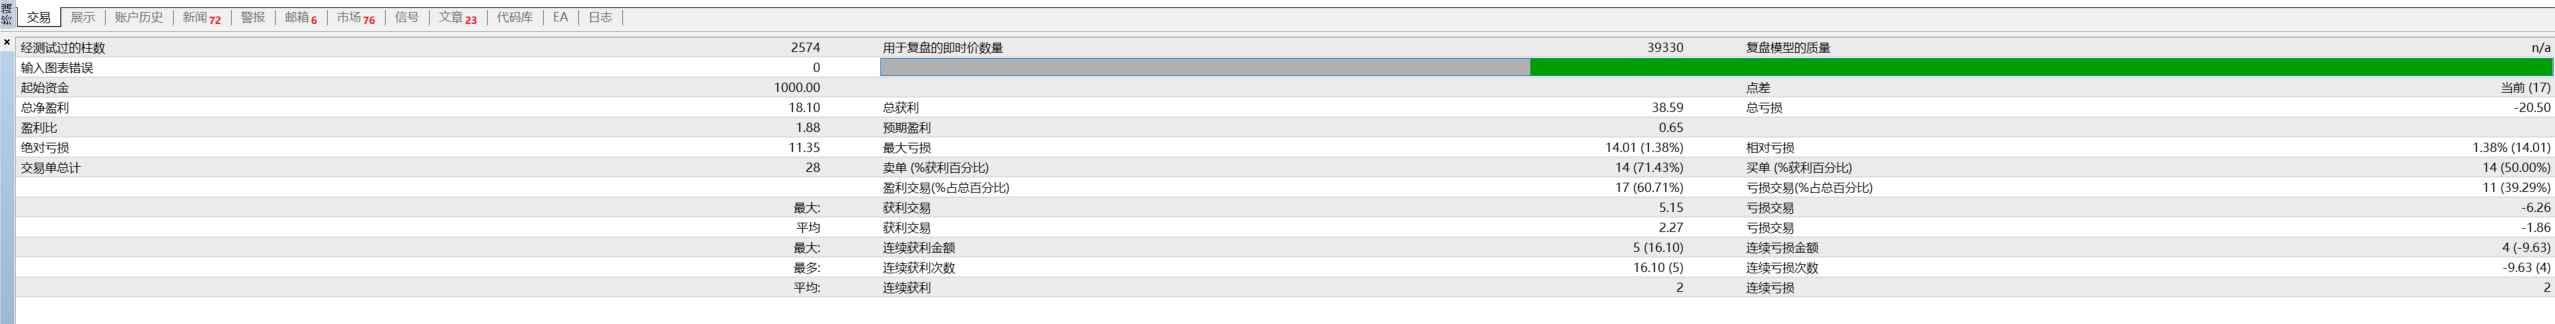 终端
交易 展示 账户历史 新闻 72 警报 邮箱 6 市场 76 信号 文章 23 代码库 EA 日志
经测试过的柱数 2574 用于复盘的即时价数量 39330 复盘模型的质量 n/a
输入图表错误 0
起始资金 1000.00 点差 当前 (17)
总净盈利 18.10 总获利 38.59 总亏损 -20.50
盈利比 1.88 预期盈利 0.65
绝对亏损 11.35 最大亏损 14.01 (1.38%) 相对亏损 1.38% (14.01)
交易单总计 28 卖单 (%获利百分比) 14 (71.43%) 买单 (%获利百分比) 14 (50.00%)
盈利交易(%占总百分比) 17 (60.71%) 亏损交易(%占总百分比) 11 (39.29%)
最大: 获利交易 5.15 亏损交易 -6.26
平均 获利交易 2.27 亏损交易 -1.86
最大: 连续获利金额 5 (16.10) 连续亏损金额 4 (-9.63)
最多: 连续获利次数 16.10 (5) 连续亏损次数 -9.63 (4)
平均: 连续获利 2 连续亏损 2